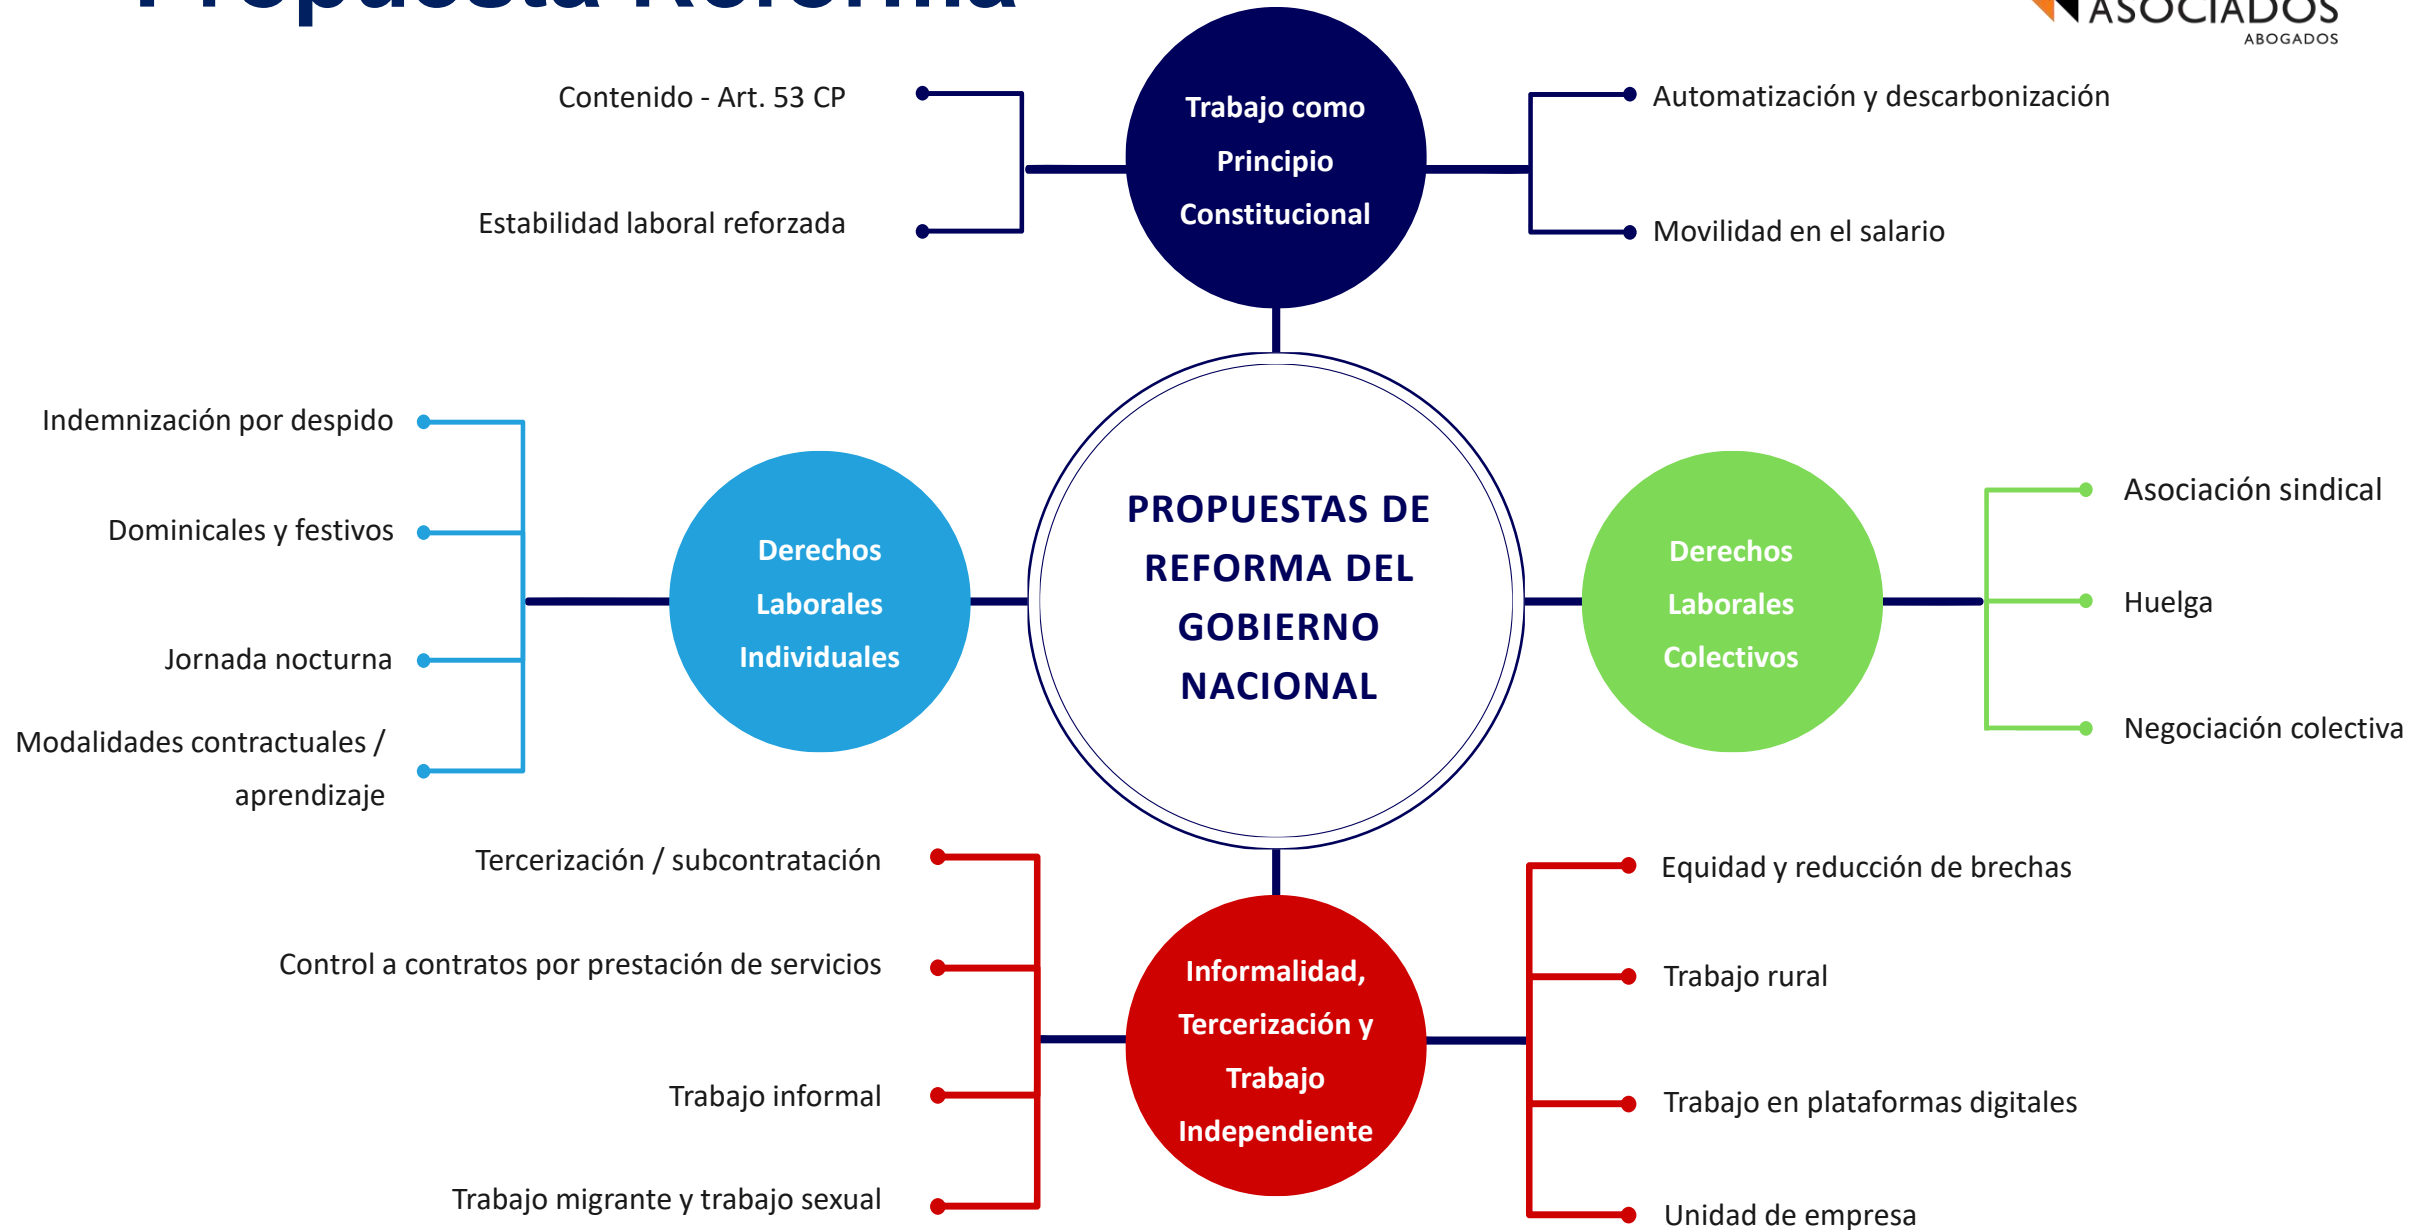 Propuesta Reforma
ASOCIADOS
ABOGADOS
Contenido - Art. 53 CP
Estabilidad laboral reforzada
Trabajo como
Principio
Constitucional
Automatización y descarbonización
Movilidad en el salario
Indemnización por despido
Dominicales y festivos
Jornada nocturna
Modalidades contractuales /
aprendizaje
Derechos
Laborales
Individuales
PROPUESTAS DE
REFORMA DEL
GOBIERNO
NACIONAL
Derechos
Laborales
Colectivos
Asociación sindical
Huelga
Negociación colectiva
Tercerización / subcontratación
Control a contratos por prestación de servicios
Trabajo informal
Trabajo migrante y trabajo sexual
Informalidad,
Tercerización y
Trabajo
Independiente
Equidad y reducción de brechas
Trabajo rural
Trabajo en plataformas digitales
Unidad de empresa